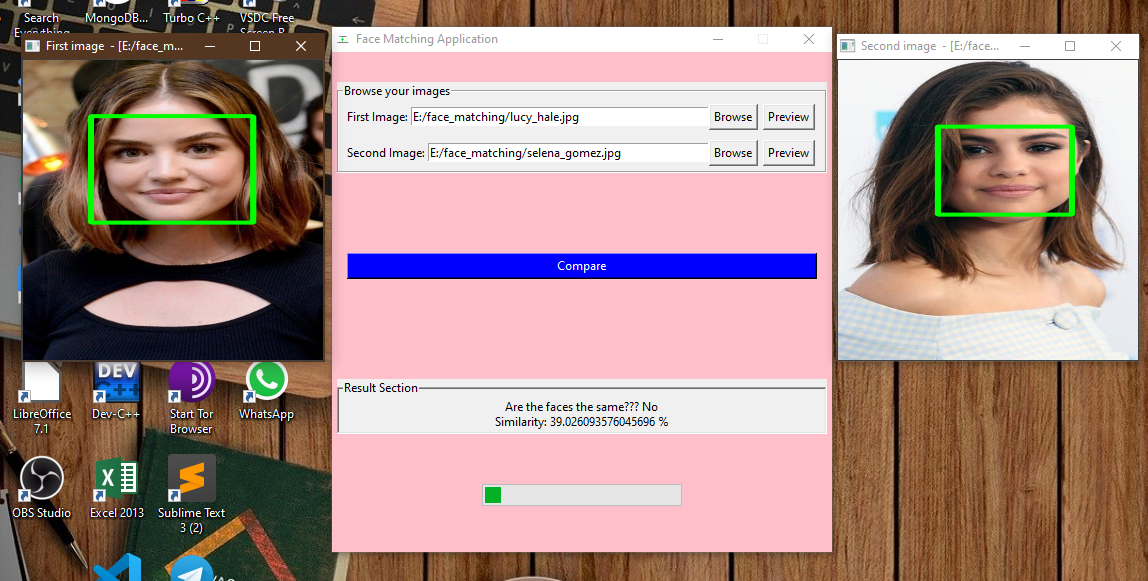 Search
Everything
MongoDB...
Turbo C++
VSDC Free
First image - [E:/face_m...
Face Matching Application
Second image - [E:/face...
Browse your images
First Image: E:/face_matching/lucy_hale.jpg Browse Preview
Second Image: E:/face_matching/selena_gomez.jpg Browse Preview
Compare
Result Section
Are the faces the same??? No
Similarity: 39.026093576045696 %
DEV
LibreOffice
7.1
Dev-C++
Start Tor
Browser
WhatsApp
OBS Studio
Excel 2013
Sublime Text
3 (2)